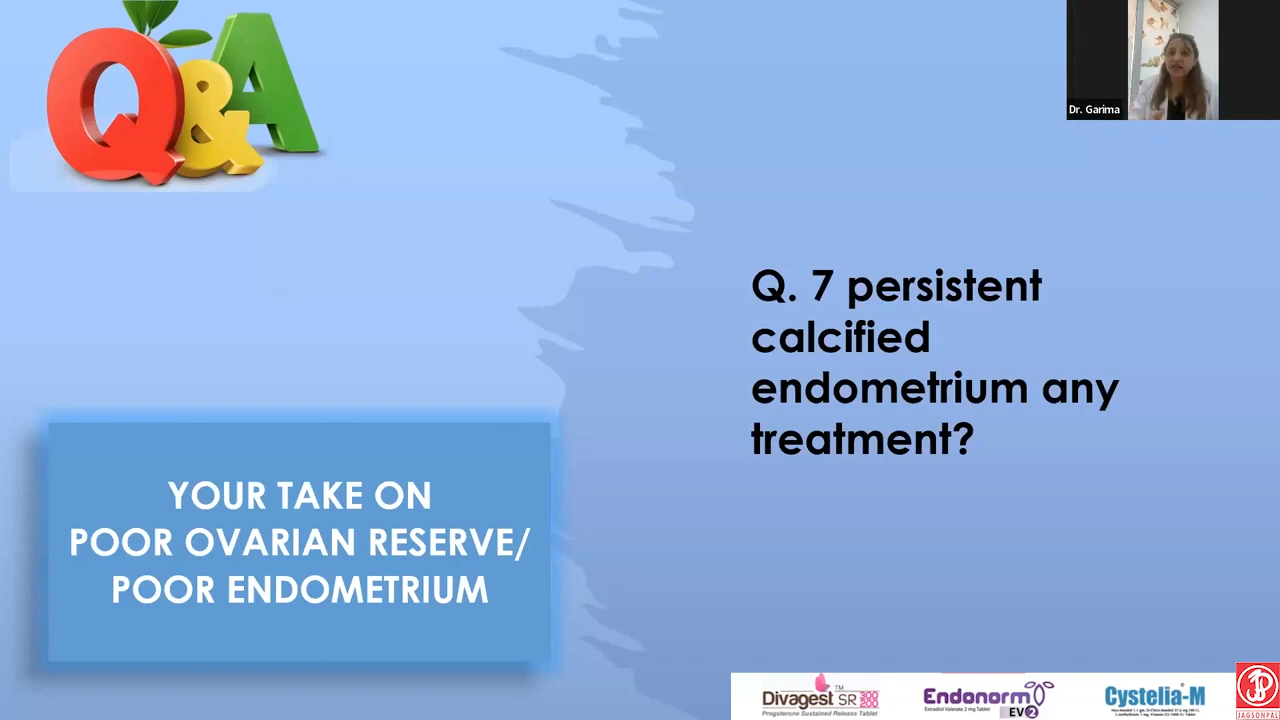 Q&A
Dr. Garima
Q. 7 persistent
calcified
endometrium any
treatment?
YOUR TAKE ON
POOR OVARIAN RESERVE/
POOR ENDOMETRIUM
Divagest SR 300 200
TM
Progesterone Sustained Release Tablet
Endonorm
EV2
Estradiol Valerate 2 mg Tablet
Cystelia-M
JAGSONPAL